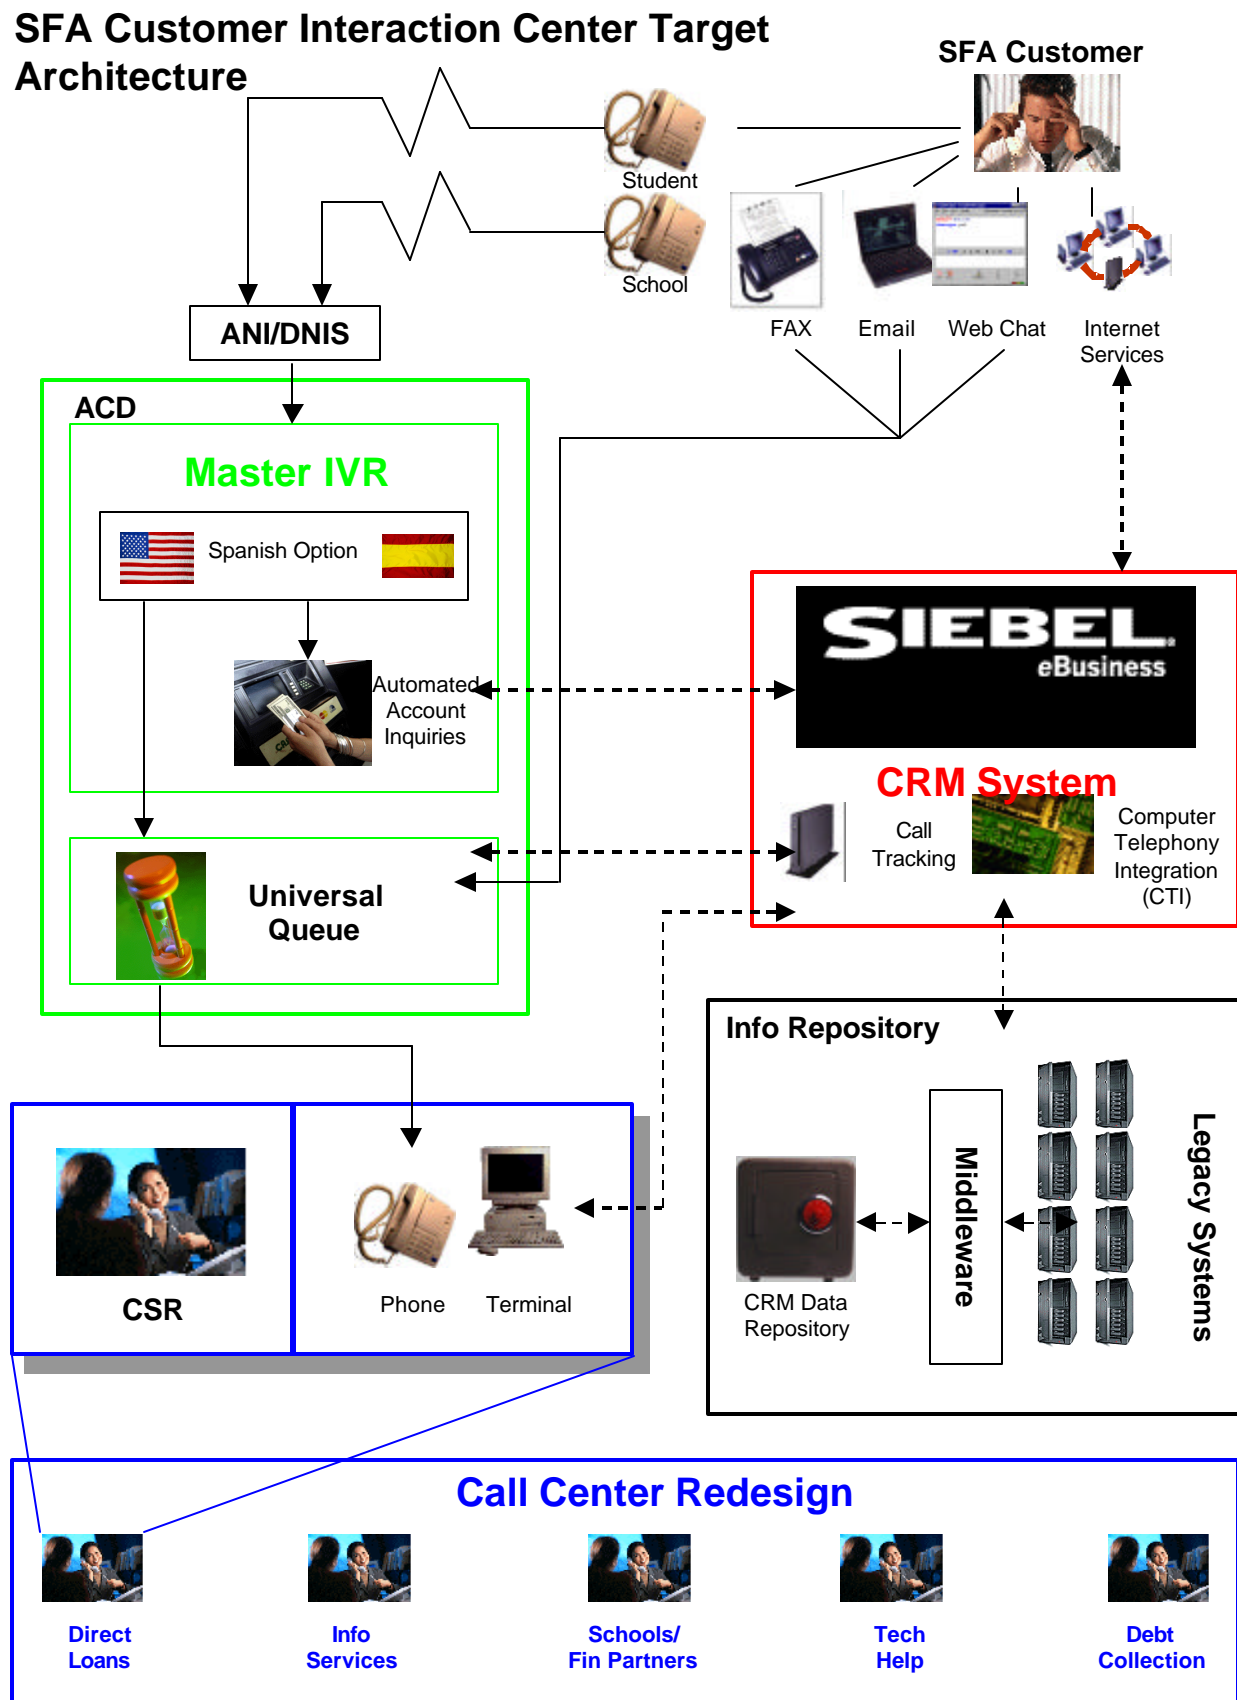 SFA Customer Interaction Center Target
Architecture
SFA Customer
Student
School
FAX
Email
Web Chat
Internet
Services
ANI/DNIS
ACD
Master IVR
Spanish Option
Automated
Account
Inquiries
SIEBEL
eBusiness
CRM System
Call
Tracking
Computer
Telephony
Integration
(CTI)
Universal
Queue
Info Repository
CRM Data
Repository
Middleware
Legacy Systems
CSR
Phone
Terminal
Call Center Redesign
Direct
Loans
Info
Services
Schools/
Fin Partners
Tech
Help
Debt
Collection